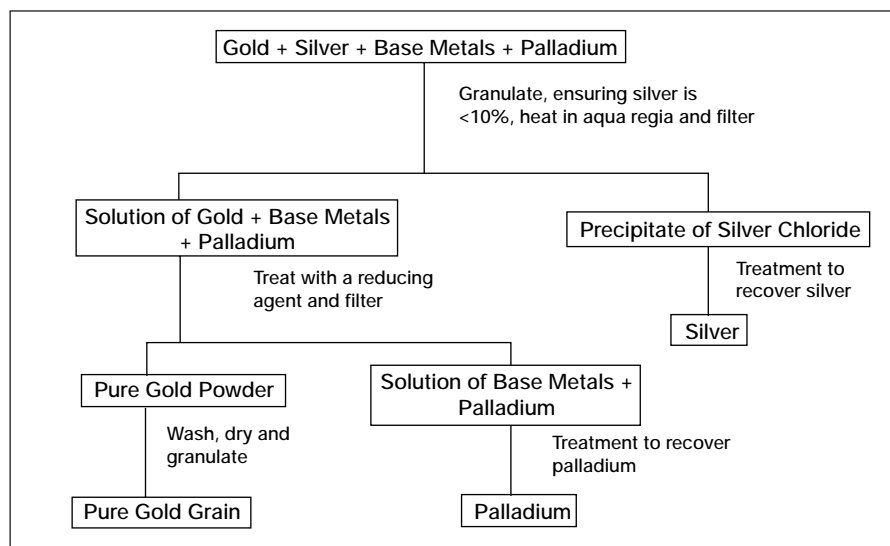 Gold + Silver + Base Metals + Palladium
Granulate, ensuring silver is
<10%, heat in aqua regia and filter
Solution of Gold + Base Metals
+ Palladium
Precipitate of Silver Chloride
Treat with a reducing
agent and filter
Treatment to
recover silver
Silver
Pure Gold Powder
Solution of Base Metals +
Palladium
Wash, dry and
granulate
Treatment to recover
palladium
Pure Gold Grain
Palladium